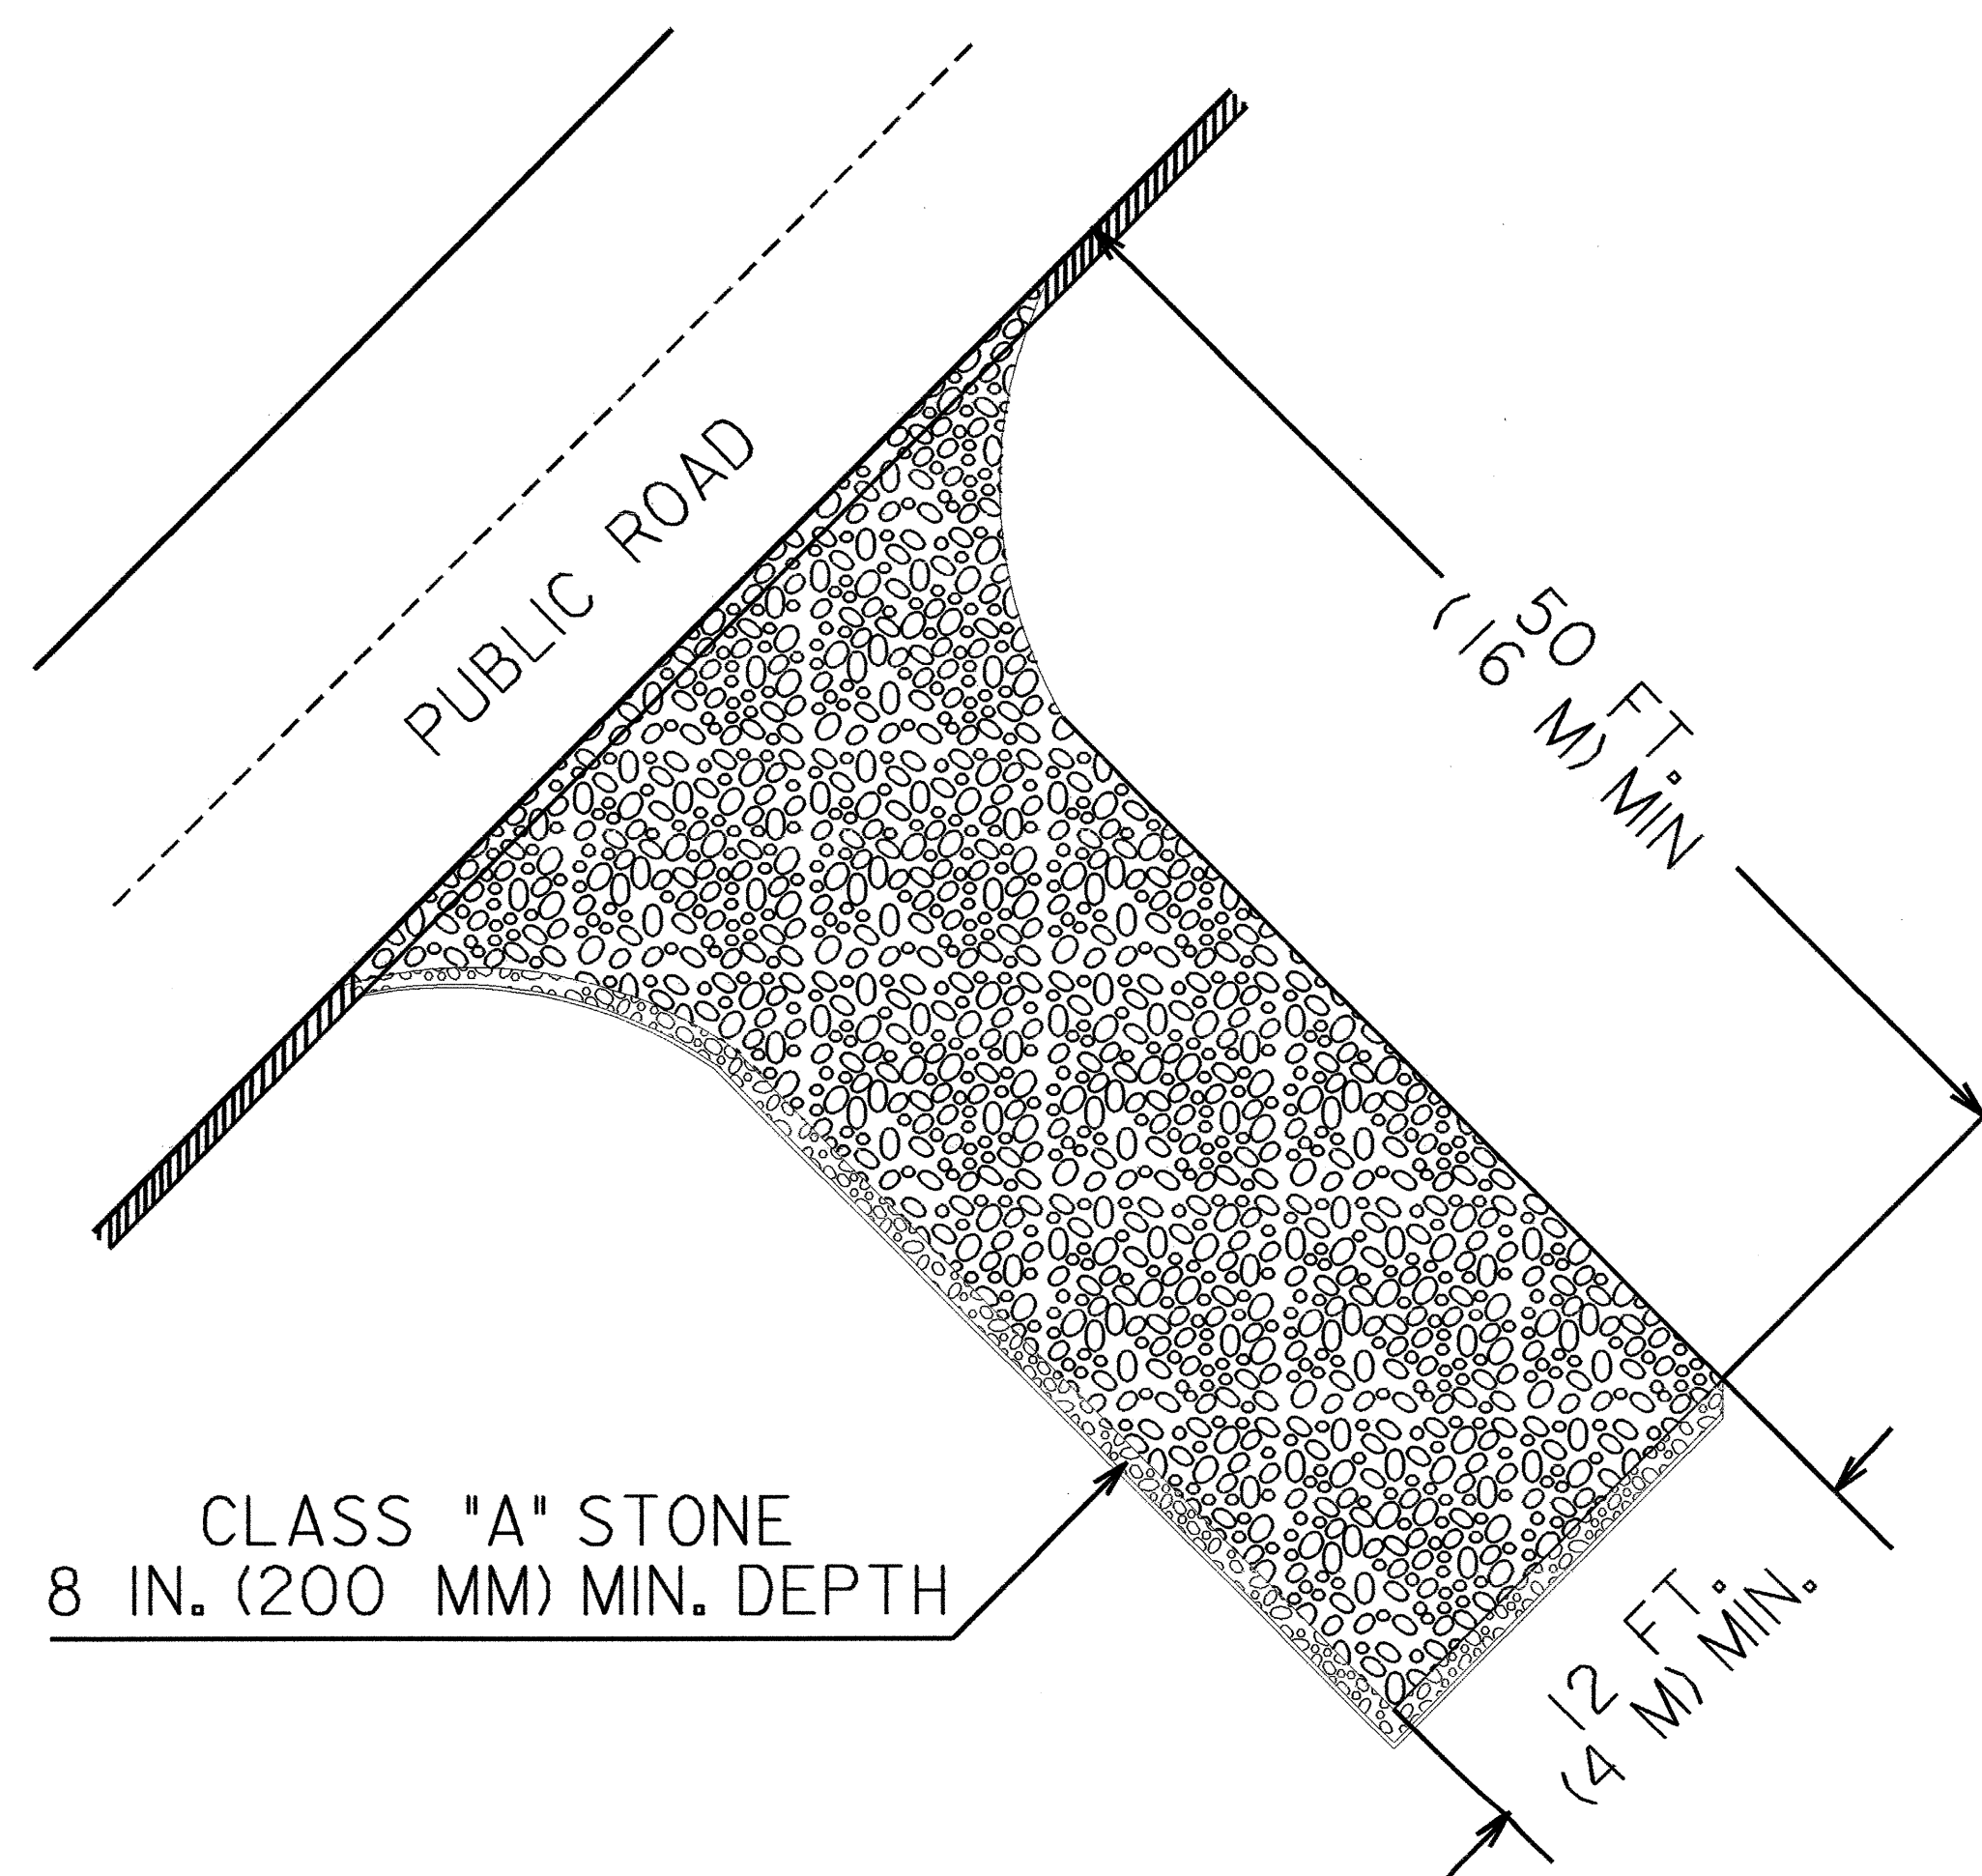 PUBLIC ROAD
50 FT.
(16 M) MIN
CLASS "A" STONE
8 IN. (200 MM) MIN. DEPTH
12 FT.
(4 M) MIN.